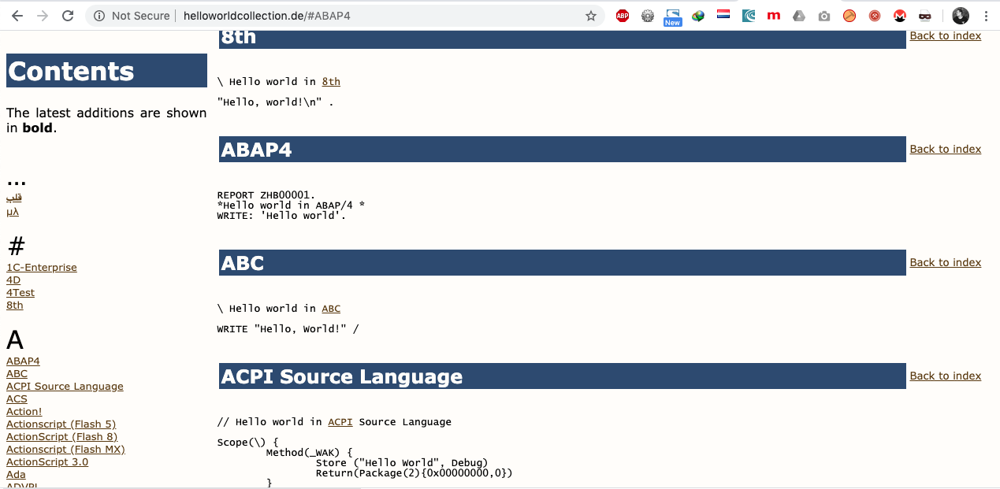 Not Secure | helloworldcollection.de/#ABAP4
ABP
New
m
Contents
The latest additions are shown
in bold.
...
قلب
μλ
#
1C-Enterprise
4D
4Test
8th
A
ABAP4
ABC
ACPI Source Language
ACS
Action!
Actionscript (Flash 5)
ActionScript (Flash 8)
Actionscript (Flash MX)
ActionScript 3.0
Ada
ADVPL
8th
Back to index
\ Hello world in 8th
"Hello, world!\n" .
ABAP4
Back to index
REPORT ZHB00001.
*Hello world in ABAP/4 *
WRITE: 'Hello world'.
ABC
Back to index
\ Hello world in ABC
WRITE "Hello, World!" /
ACPI Source Language
Back to index
// Hello world in ACPI Source Language
Scope(\) {
Method(_WAK) {
Store ("Hello World", Debug)
Return(Package(2){0x00000000,0})
}